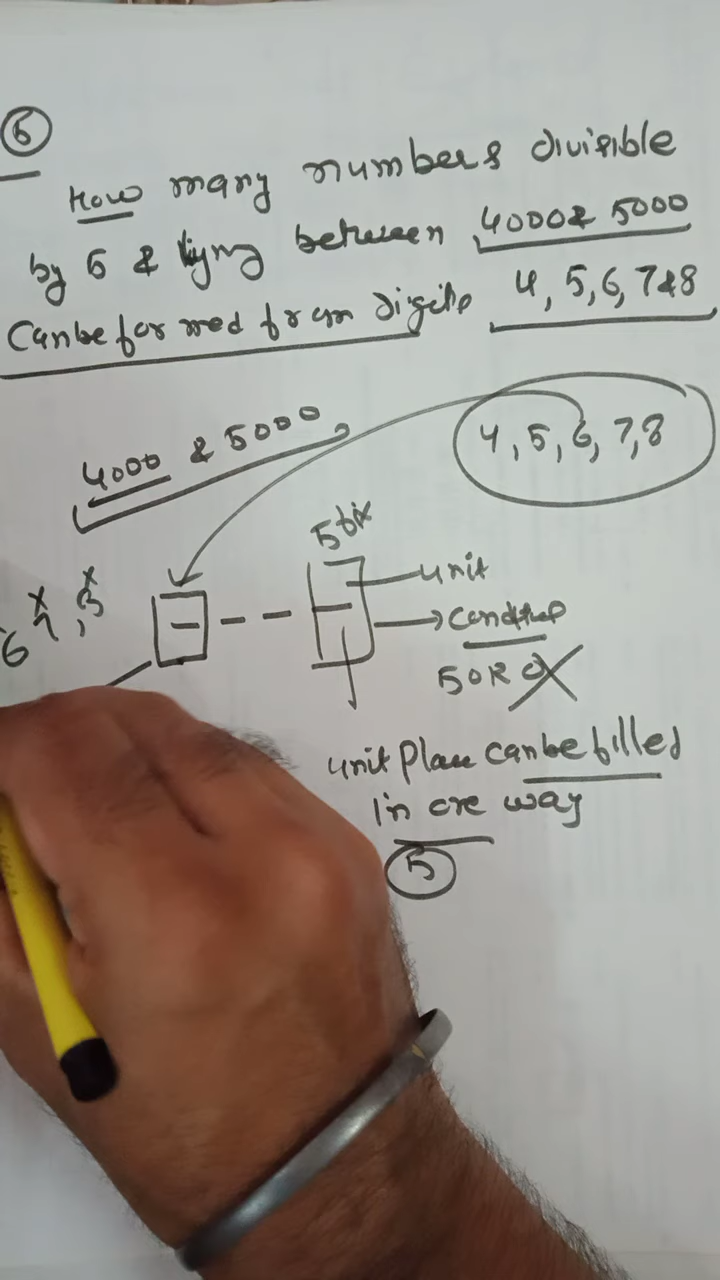 6
How many numbers divisible
by 5 & lying between 4000 & 5000
Can be formed from digits 4, 5, 6, 7 & 8
4000 & 5000
4, 5, 6, 7, 8
5 fix
unit
6 7, 8
5 OR 0
unit place can be filled
in one way
5